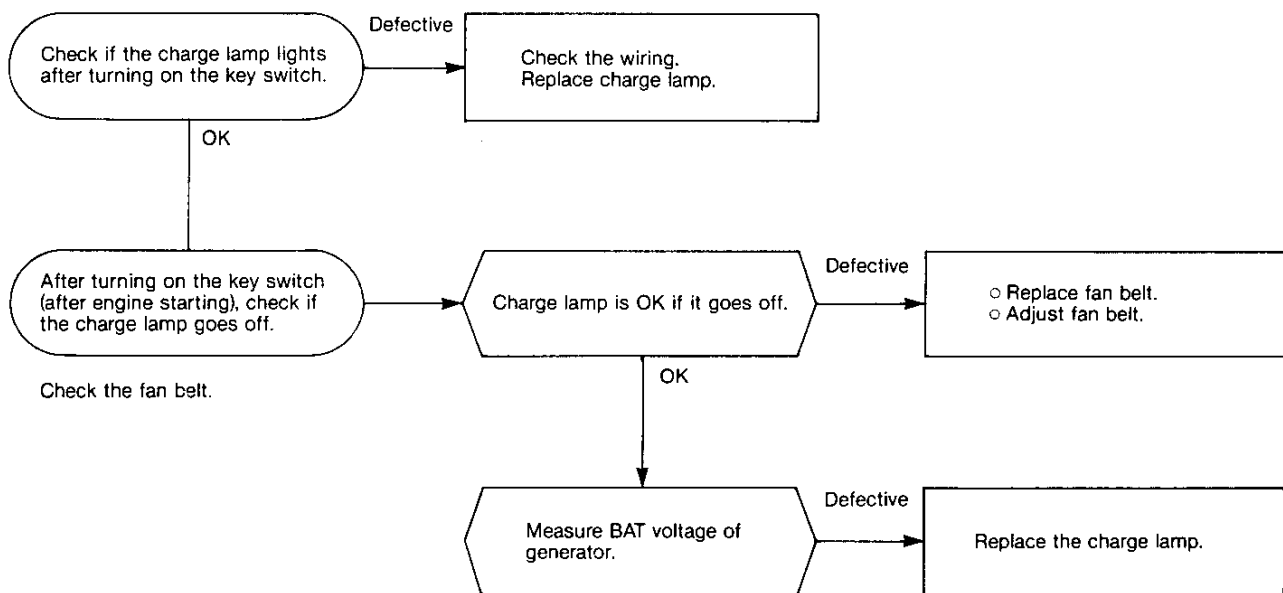 Check if the charge lamp lights
after turning on the key switch.
Defective
Check the wiring.
Replace charge lamp.
OK
After turning on the key switch
(after engine starting), check if
the charge lamp goes off.
Charge lamp is OK if it goes off.
Defective
○ Replace fan belt.
○ Adjust fan belt.
Check the fan belt.
OK
Measure BAT voltage of
generator.
Defective
Replace the charge lamp.